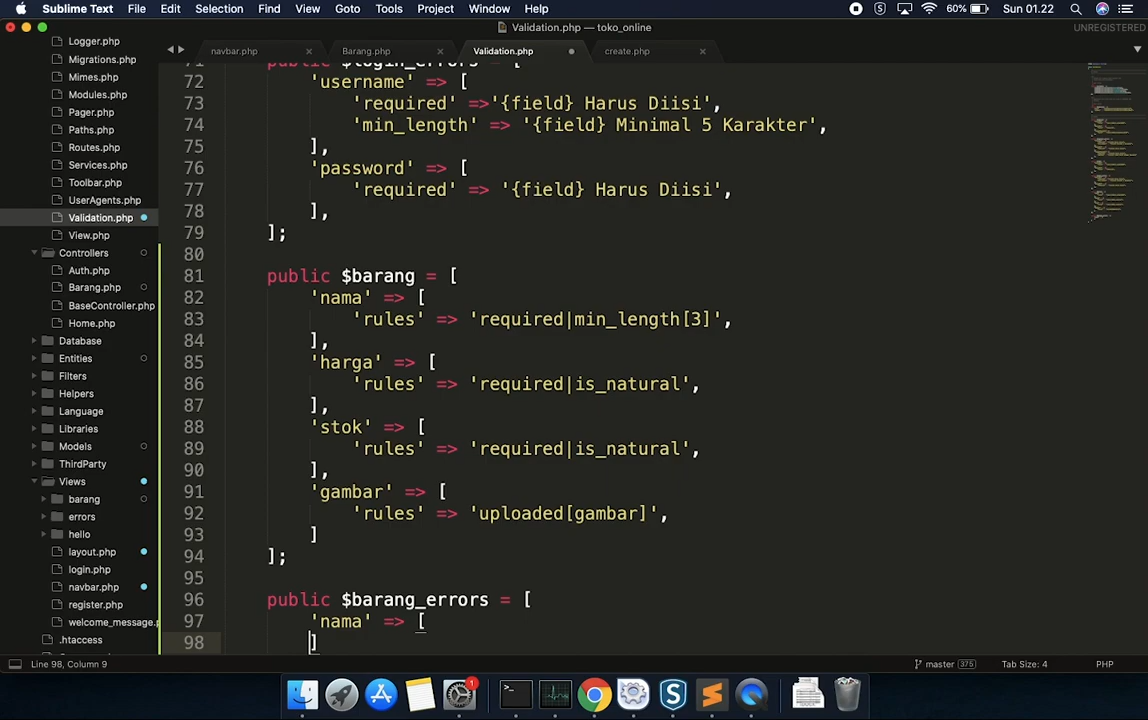 Sublime Text File Edit Selection Find View Goto Tools Project Window Help 60% Sun 01.22
Validation.php — toko_online UNREGISTERED
navbar.php Barang.php Validation.php create.php
Logger.php
Migrations.php
Mimes.php
Modules.php
Pager.php
Paths.php
Routes.php
Services.php
Toolbar.php
UserAgents.php
Validation.php
View.php
Controllers
Auth.php
Barang.php
BaseController.php
Home.php
Database
Entities
Filters
Helpers
Language
Libraries
Models
ThirdParty
Views
barang
errors
hello
layout.php
login.php
navbar.php
register.php
welcome_message.p
.htaccess
71 public $login_errors = [
72 'username' => [
73 'required' =>'{field} Harus Diisi',
74 'min_length' => '{field} Minimal 5 Karakter',
75 ],
76 'password' => [
77 'required' => '{field} Harus Diisi',
78 ],
79 ];
80
81 public $barang = [
82 'nama' => [
83 'rules' => 'required|min_length[3]',
84 ],
85 'harga' => [
86 'rules' => 'required|is_natural',
87 ],
88 'stok' => [
89 'rules' => 'required|is_natural',
90 ],
91 'gambar' => [
92 'rules' => 'uploaded[gambar]',
93 ]
94 ];
95
96 public $barang_errors = [
97 'nama' => [
98 ]
Line 98, Column 9 master 375 Tab Size: 4 PHP
1